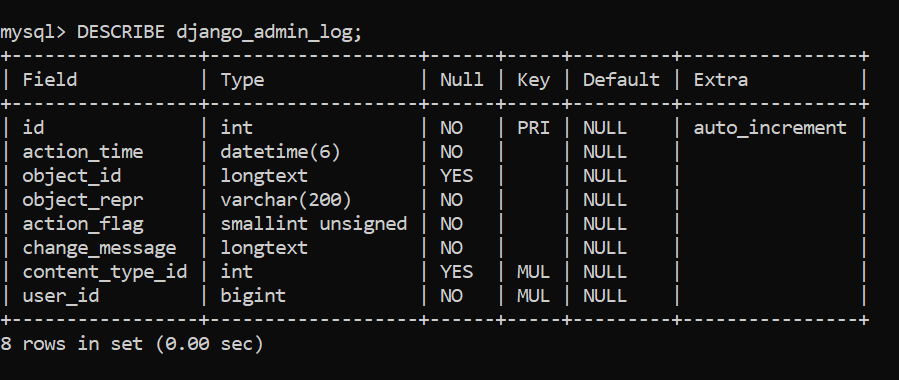 mysql> DESCRIBE django_admin_log;
+-----------------+-------------------+------+-----+---------+----------------+
| Field           | Type              | Null | Key | Default | Extra          |
+-----------------+-------------------+------+-----+---------+----------------+
| id              | int               | NO   | PRI | NULL    | auto_increment |
| action_time     | datetime(6)       | NO   |     | NULL    |                |
| object_id       | longtext          | YES  |     | NULL    |                |
| object_repr     | varchar(200)      | NO   |     | NULL    |                |
| action_flag     | smallint unsigned | NO   |     | NULL    |                |
| change_message  | longtext          | NO   |     | NULL    |                |
| content_type_id | int               | YES  | MUL | NULL    |                |
| user_id         | bigint            | NO   | MUL | NULL    |                |
+-----------------+-------------------+------+-----+---------+----------------+
8 rows in set (0.00 sec)